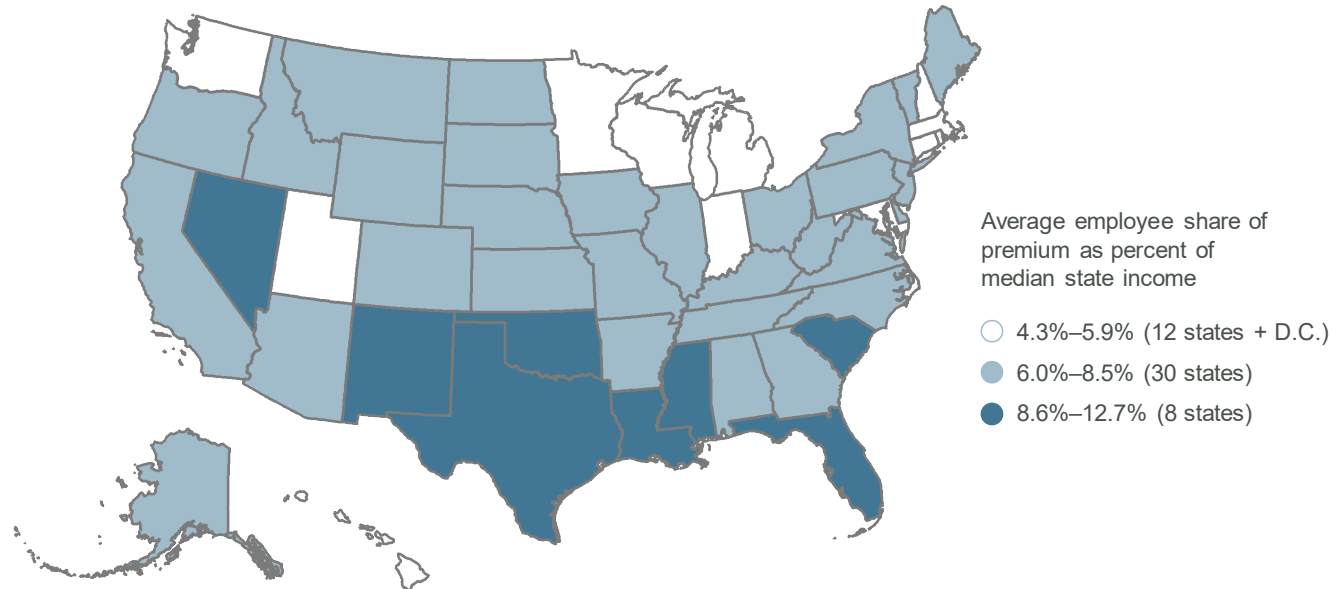 Average employee share of
premium as percent of
median state income
4.3%–5.9% (12 states + D.C.)
6.0%–8.5% (30 states)
8.6%–12.7% (8 states)